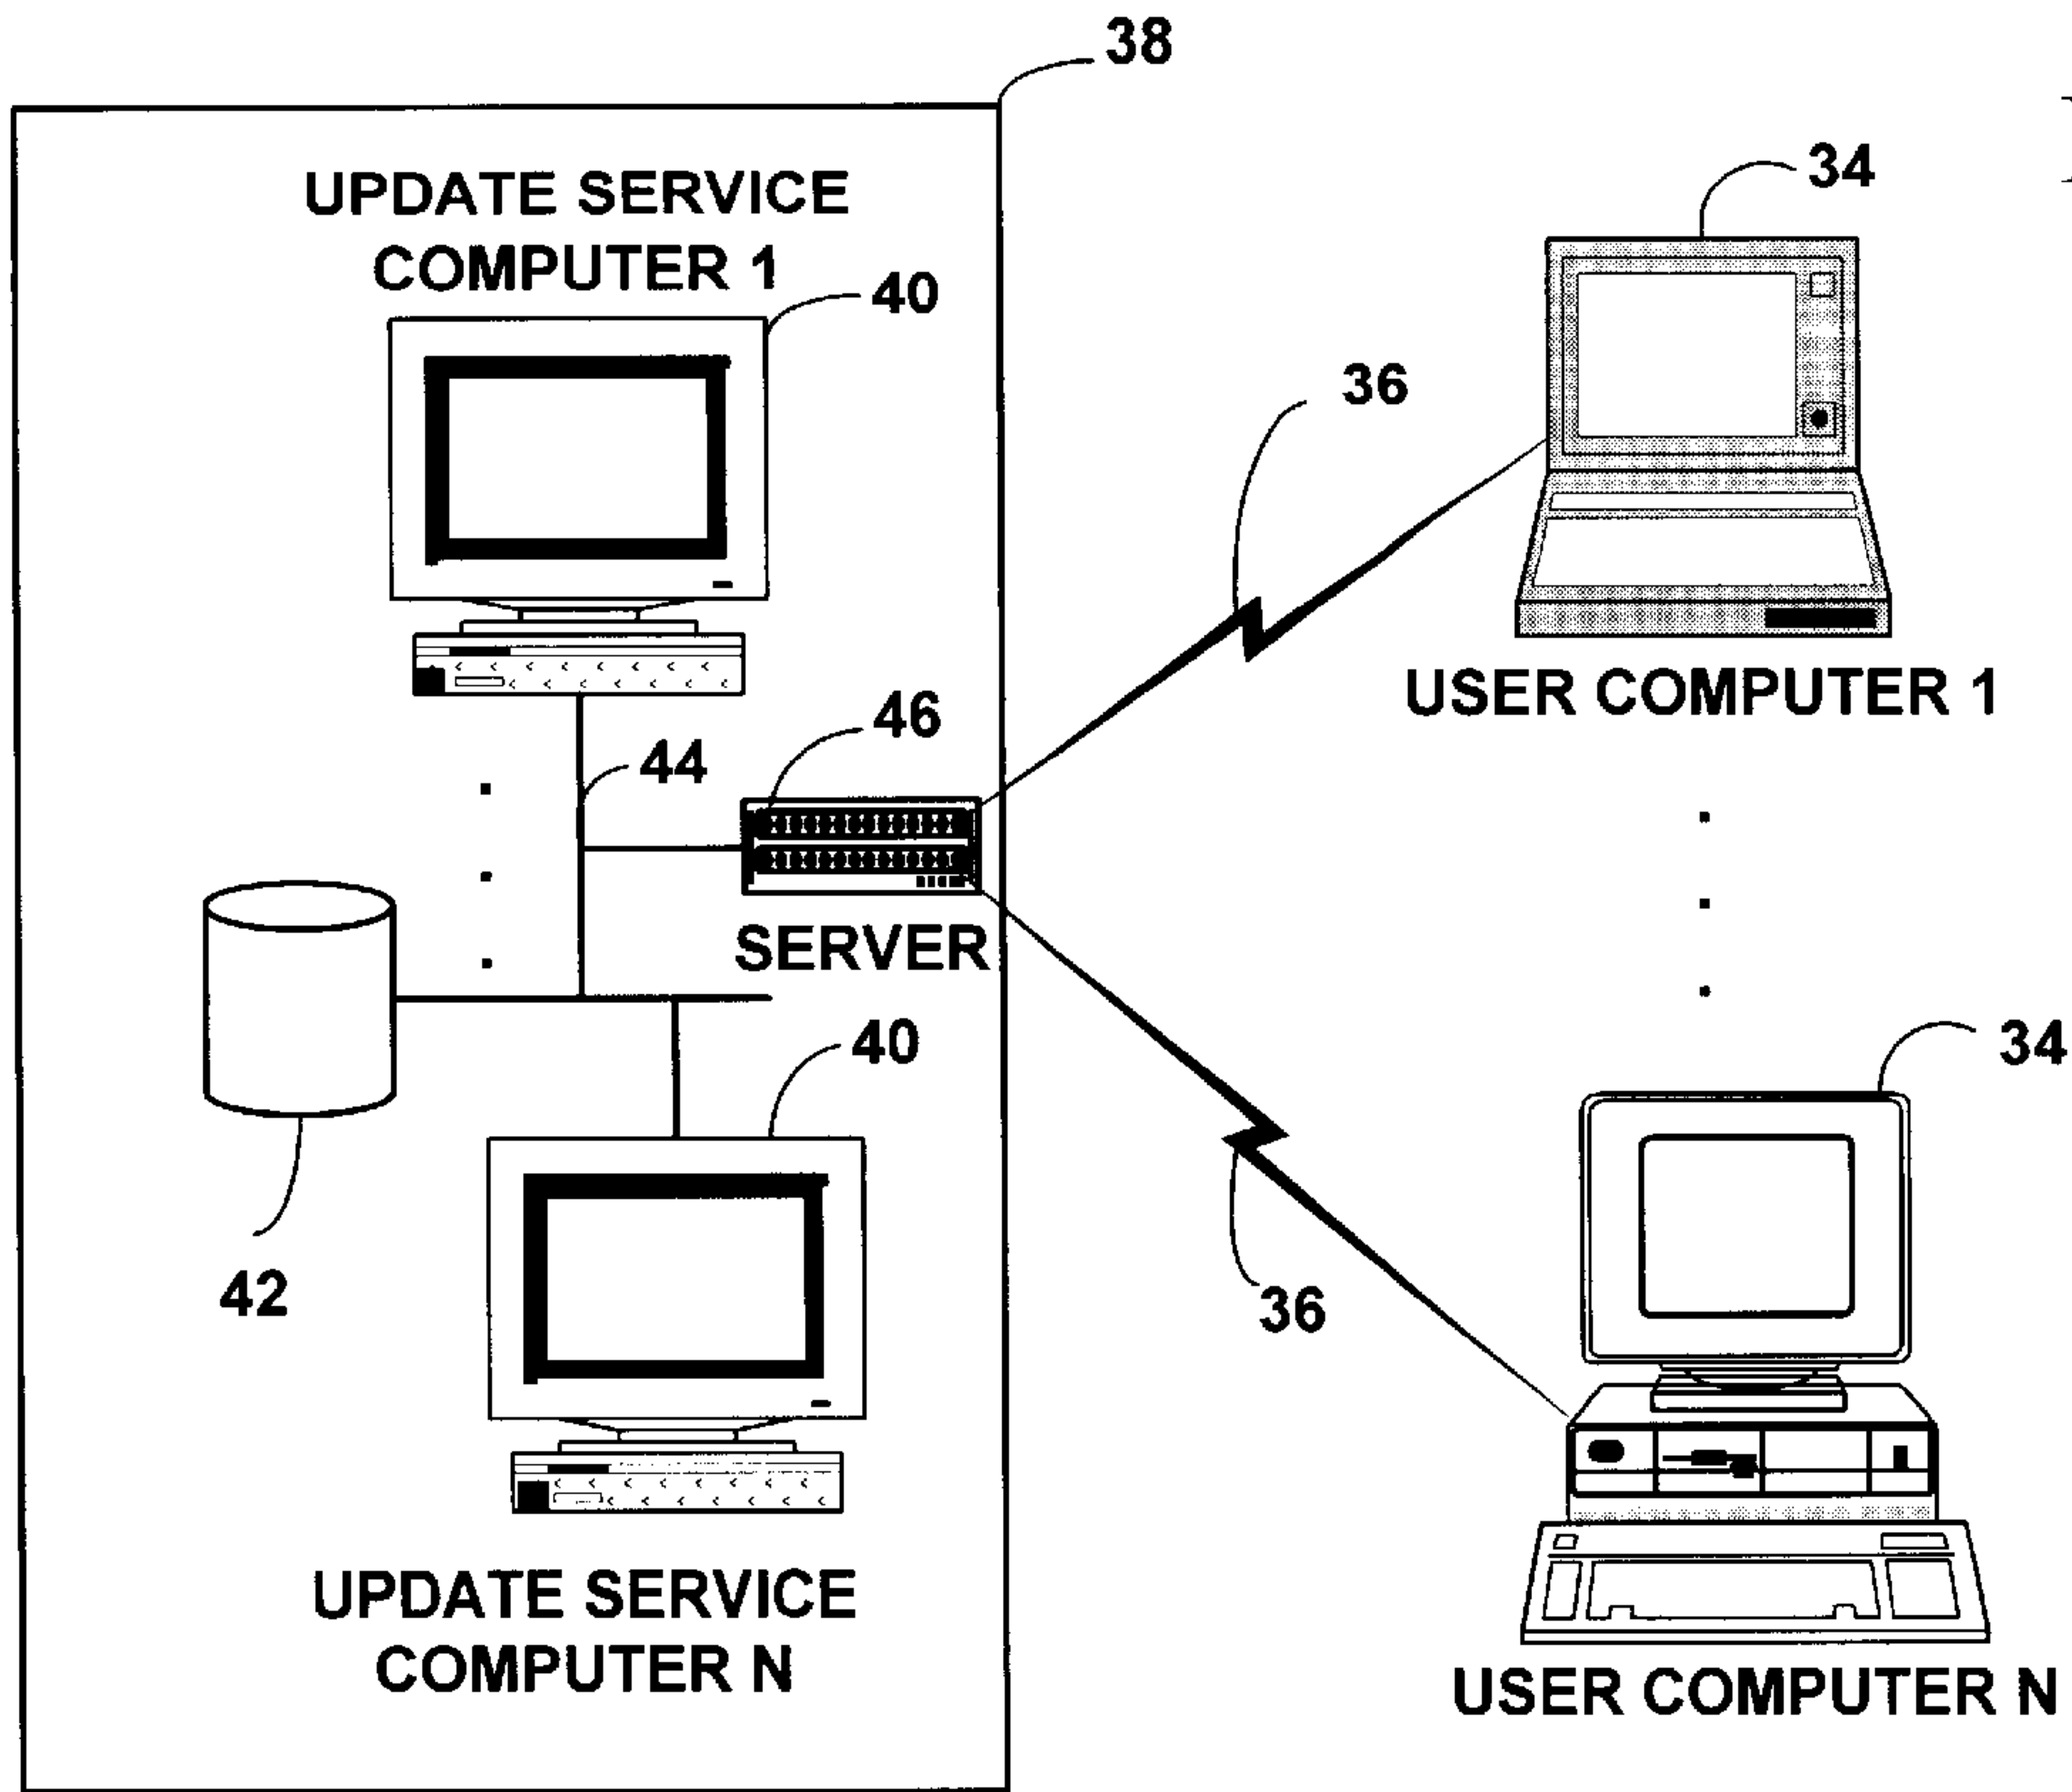 38
UPDATE SERVICE
COMPUTER 1
34
40
36
USER COMPUTER 1
46
44
SERVER
40
34
42
36
UPDATE SERVICE
COMPUTER N
USER COMPUTER N